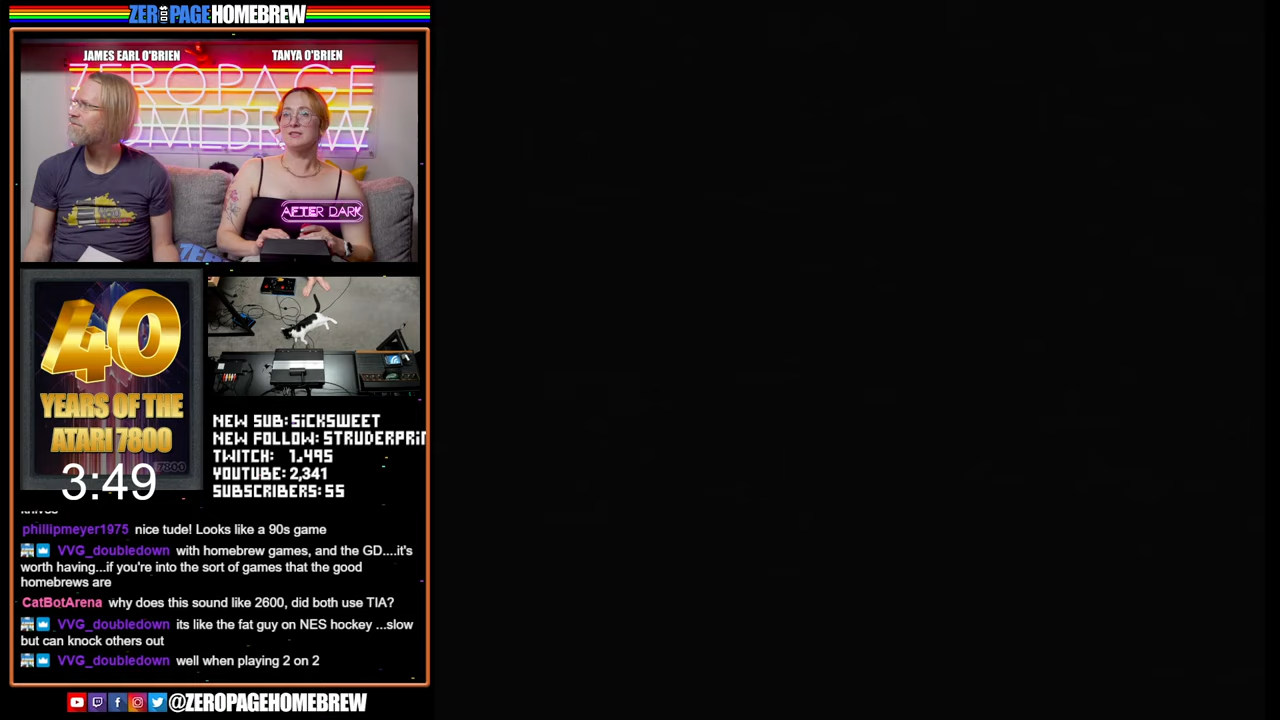 ZEROPAGE HOMEBREW
JAMES EARL O'BRIEN
TANYA O'BRIEN
ZEROPAGE
HOMEBREW
AFTER DARK
40
YEARS OF THE
ATARI 7800
7800
3:49
NEW SUB: SICKSWEET
NEW FOLLOW: STRUDERPRI
TWITCH: 1,495
YOUTUBE: 2,341
SUBSCRIBERS: 55
phillipmeyer1975 nice tude! Looks like a 90s game
VVG_doubledown with homebrew games, and the GD....it's
worth having...if you're into the sort of games that the good
homebrews are
CatBotArena why does this sound like 2600, did both use TIA?
VVG_doubledown its like the fat guy on NES hockey ...slow
but can knock others out
VVG_doubledown well when playing 2 on 2
@ZEROPAGEHOMEBREW